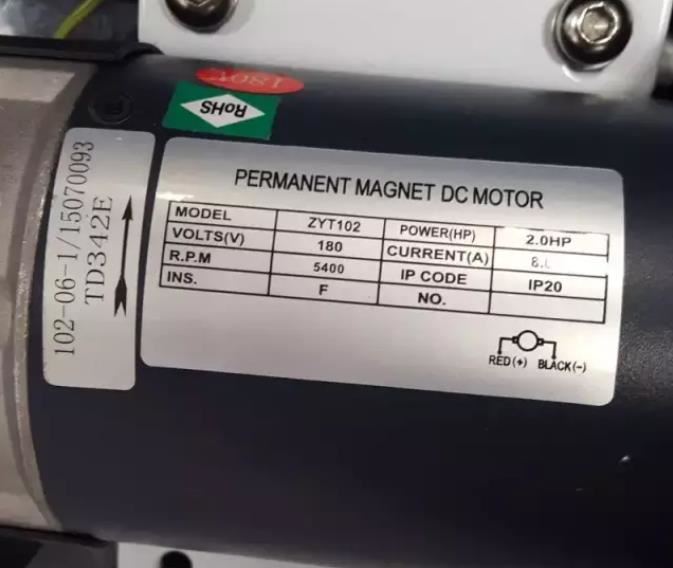 180V
RoHS
102-06-1/15070093
TD342E
PERMANENT MAGNET DC MOTOR
MODEL ZYT102 POWER(HP) 2.0HP
VOLTS(V) 180 CURRENT(A)
R.P.M 5400 IP CODE IP20
INS. F NO.
RED(+) BLACK(-)